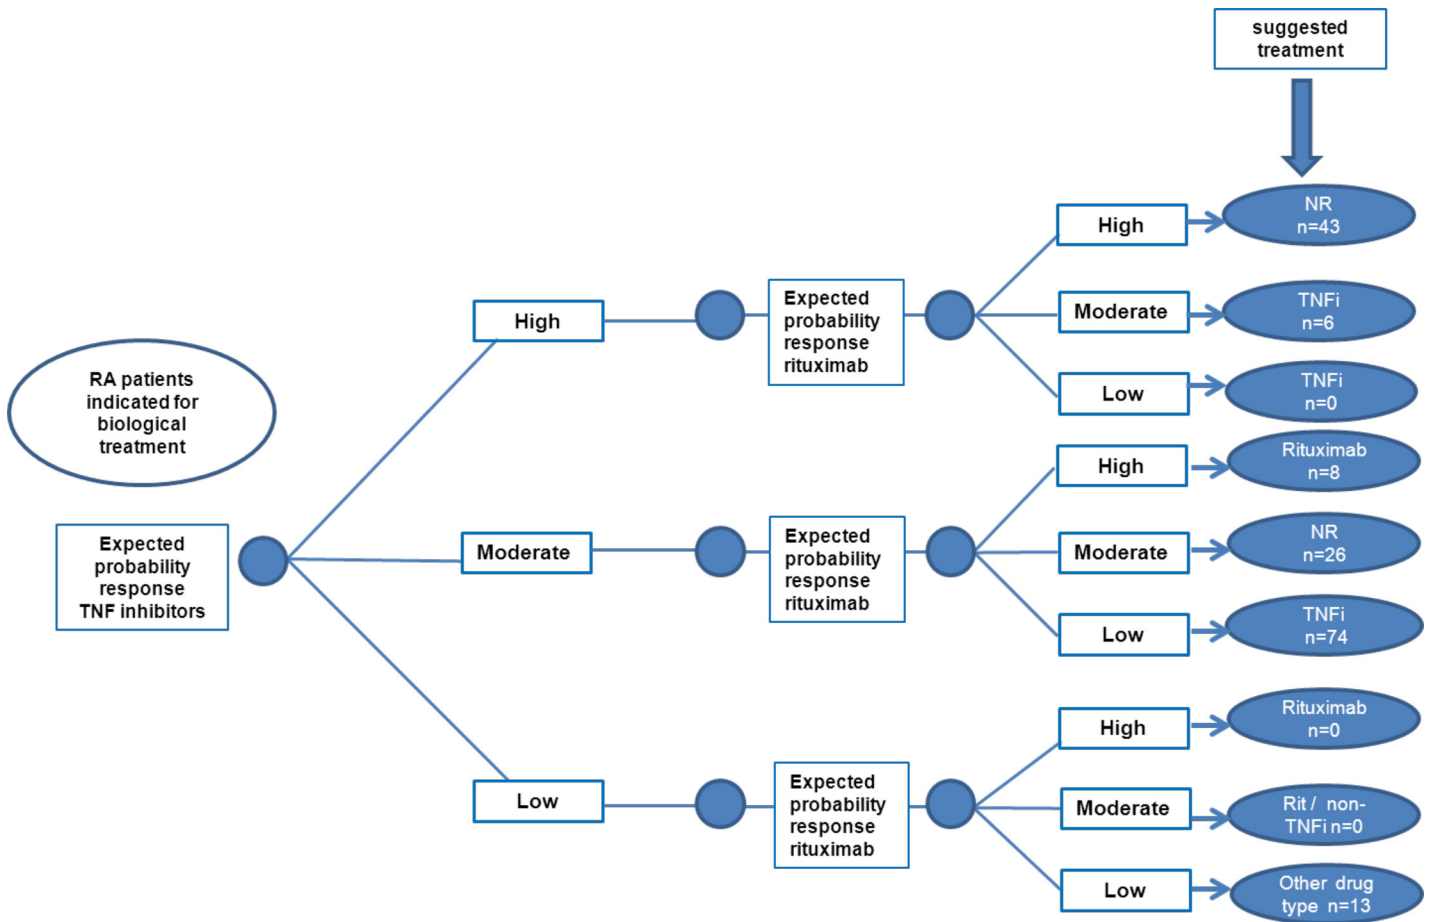 suggested
treatment
RA patients
indicated for
biological
treatment
Expected
probability
response
TNF inhibitors
High
Expected
probability
response
rituximab
High
NR
n=43
Moderate
TNFi
n=6
Low
TNFi
n=0
Moderate
Expected
probability
response
rituximab
High
Rituximab
n=8
Moderate
NR
n=26
Low
TNFi
n=74
Low
Expected
probability
response
rituximab
High
Rituximab
n=0
Moderate
Rit / non-
TNFi n=0
Low
Other drug
type n=13